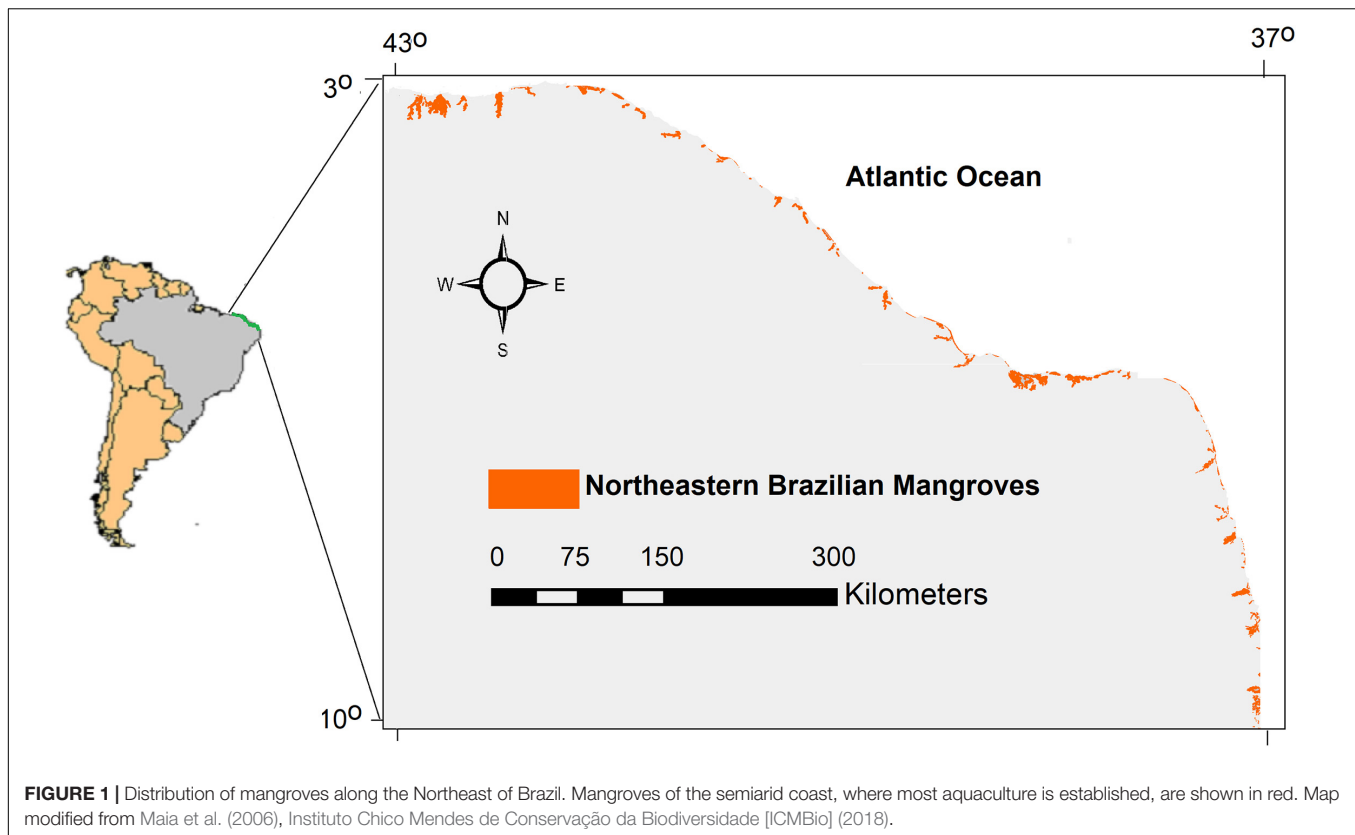 43o
37o
3o
Atlantic Ocean
N
W E
S
Northeastern Brazilian Mangroves
0 75 150 300
Kilometers
10o
FIGURE 1 | Distribution of mangroves along the Northeast of Brazil. Mangroves of the semiarid coast, where most aquaculture is established, are shown in red. Map
modified from Maia et al. (2006), Instituto Chico Mendes de Conservação da Biodiversidade [ICMBio] (2018).